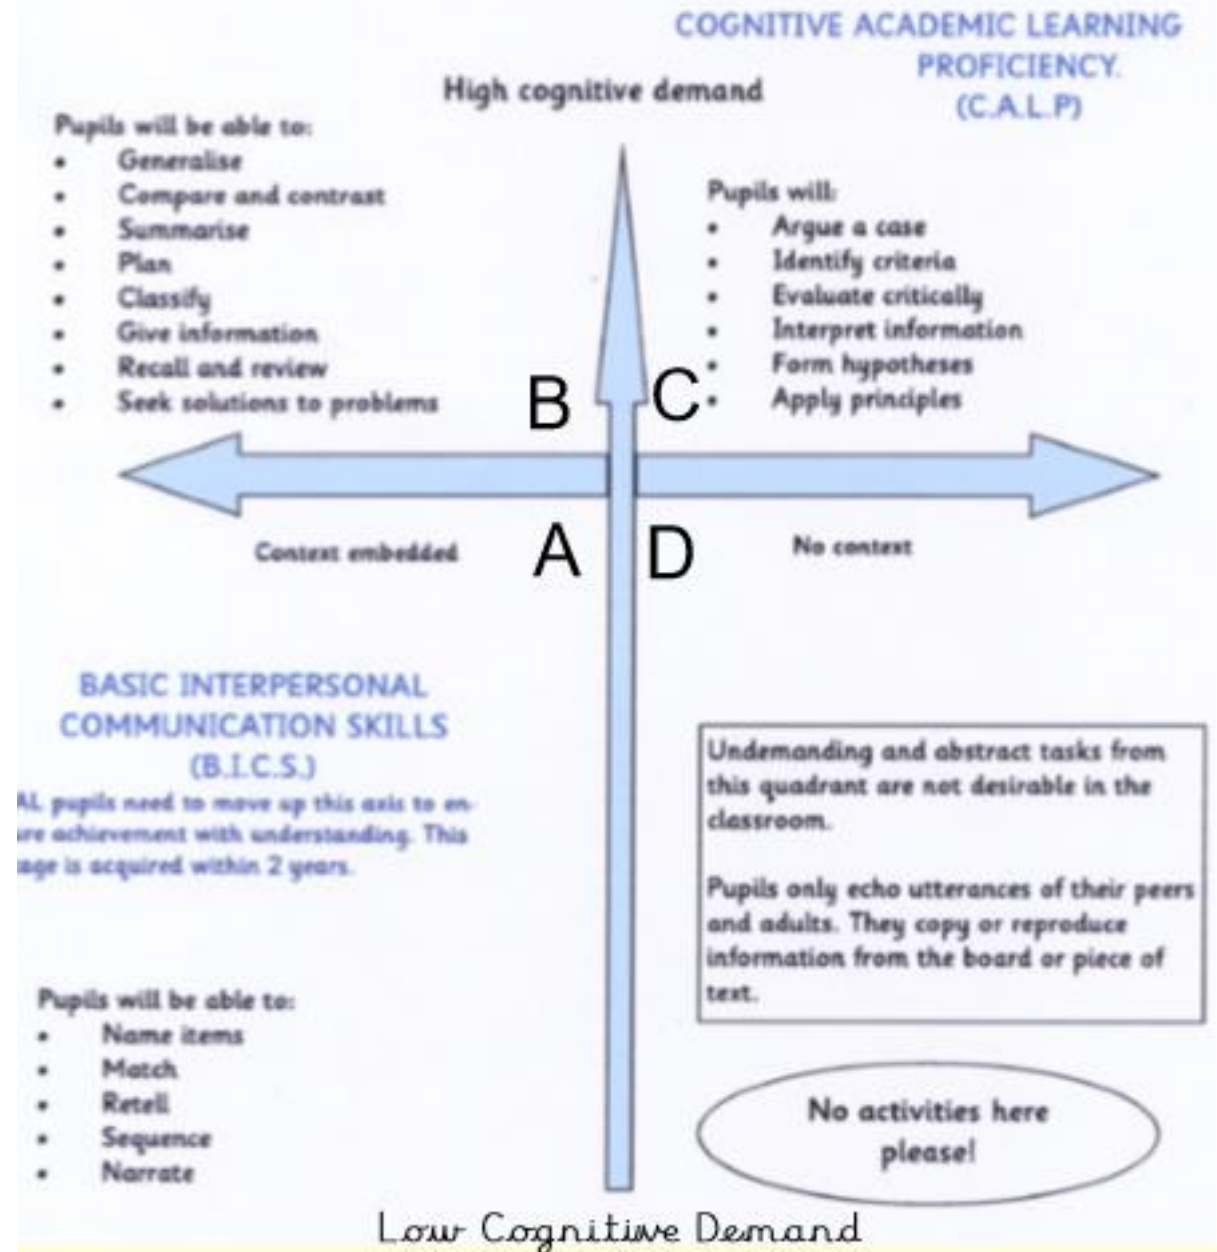 COGNITIVE ACADEMIC LEARNING
PROFICIENCY.
(C.A.L.P)
High cognitive demand
Pupils will be able to:
• Generalise
• Compare and contrast
• Summarise
• Plan
• Classify
• Give information
• Recall and review
• Seek solutions to problems
Pupils will:
• Argue a case
• Identify criteria
• Evaluate critically
• Interpret information
• Form hypotheses
• Apply principles
B
C
A
D
Context embedded
No context
BASIC INTERPERSONAL
COMMUNICATION SKILLS
(B.I.C.S.)
AL pupils need to move up this axis to en-
re achievement with understanding. This
age is acquired within 2 years.
Undemanding and abstract tasks from
this quadrant are not desirable in the
classroom.
Pupils only echo utterances of their peers
and adults. They copy or reproduce
information from the board or piece of
text.
Pupils will be able to:
• Name items
• Match
• Retell
• Sequence
• Narrate
No activities here
please!
Low Cognitive Demand